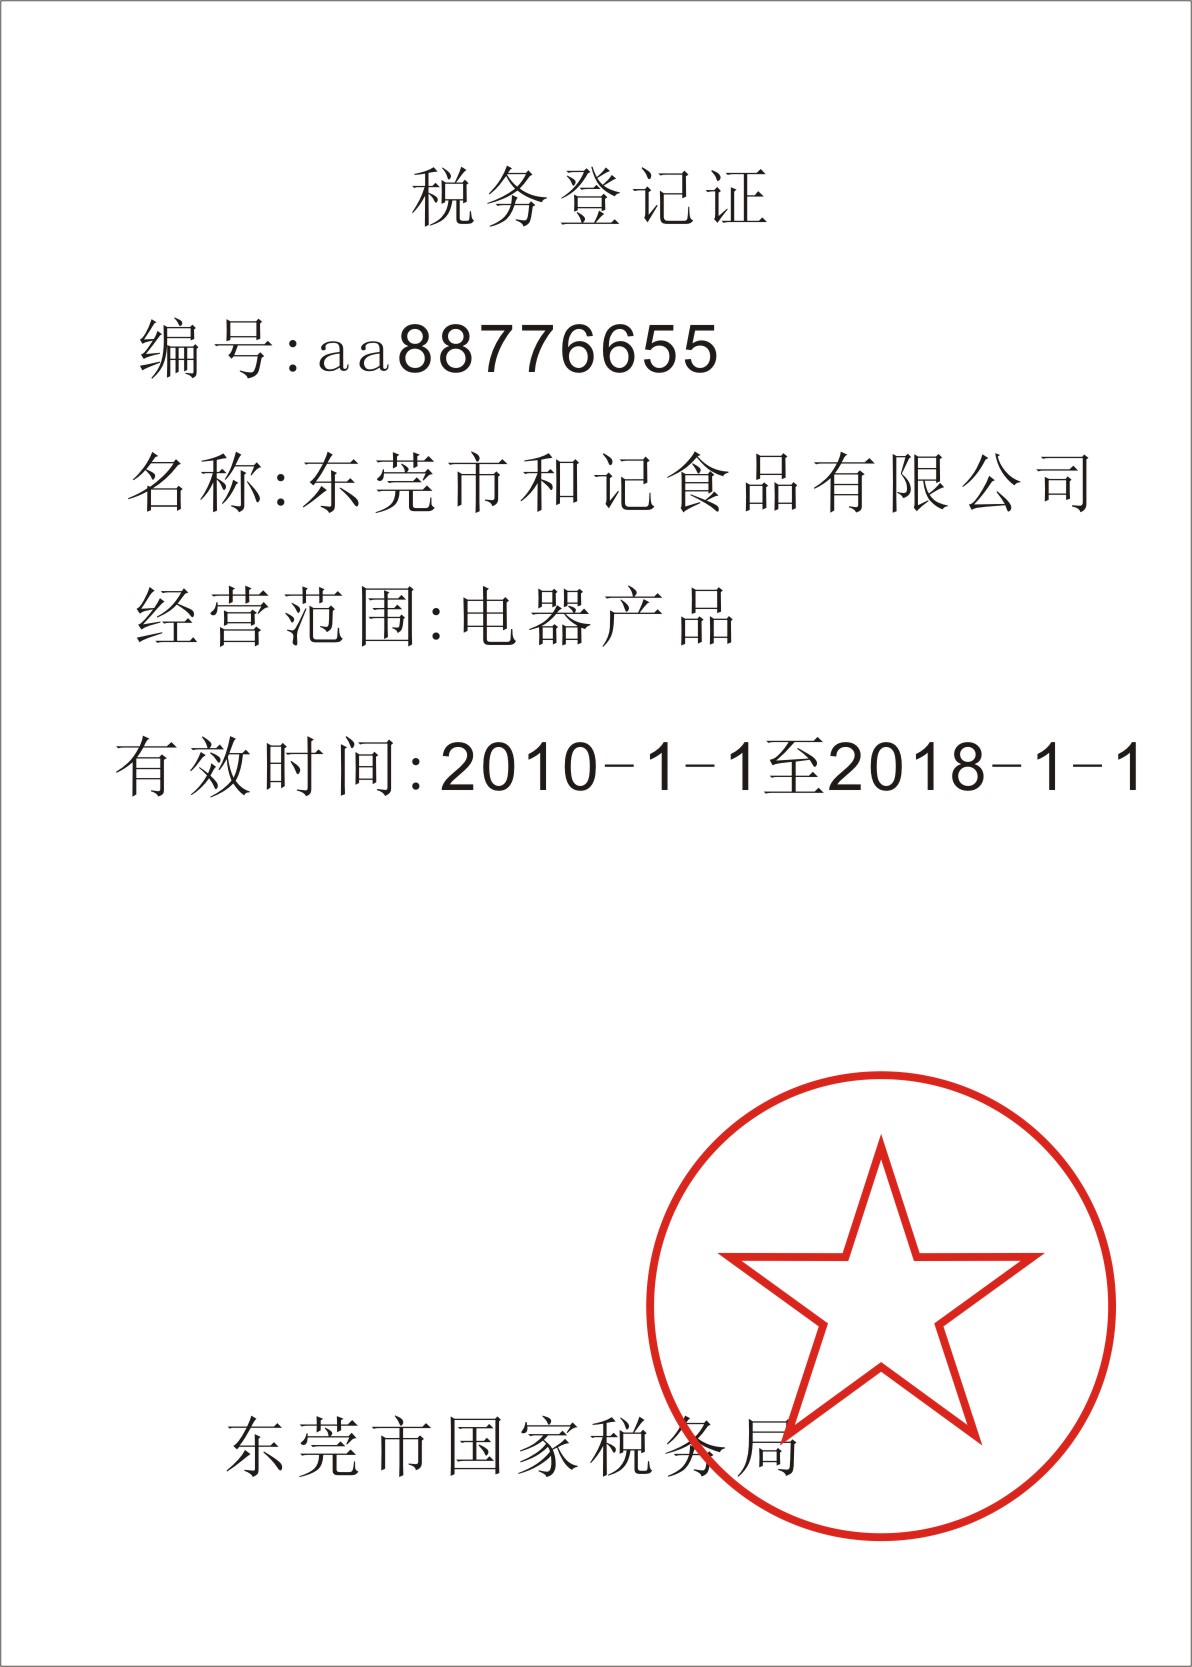 税务登记证
编号:aa88776655
名称:东莞市和记食品有限公司
经营范围:电器产品
有效时间:2010-1-1至2018-1-1
东莞市国家税务局